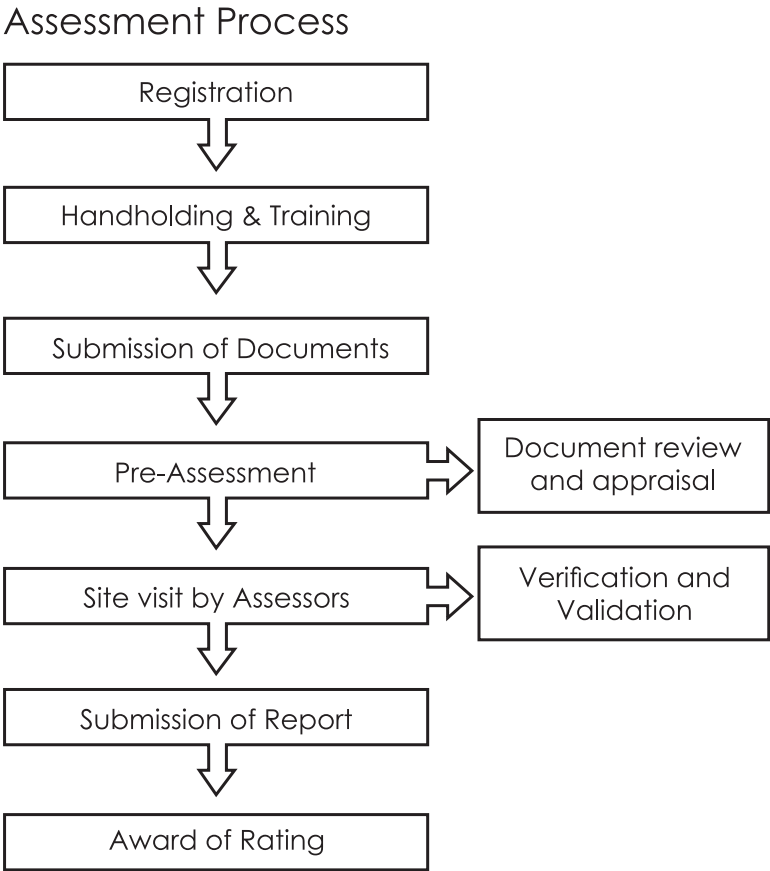 Assessment Process
Registration
Handholding & Training
Submission of Documents
Pre-Assessment
Document review
and appraisal
Site visit by Assessors
Verification and
Validation
Submission of Report
Award of Rating